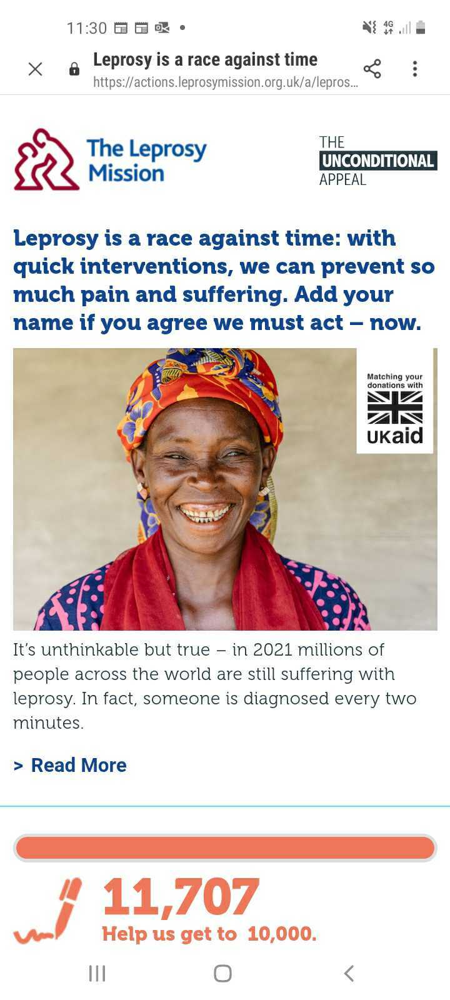 11:30
4G
Leprosy is a race against time
https://actions.leprosymission.org.uk/a/lepros...
The Leprosy
Mission
THE
UNCONDITIONAL
APPEAL
Leprosy is a race against time: with
quick interventions, we can prevent so
much pain and suffering. Add your
name if you agree we must act – now.
Matching your
donations with
UKaid
It's unthinkable but true – in 2021 millions of
people across the world are still suffering with
leprosy. In fact, someone is diagnosed every two
minutes.
> Read More
11,707
Help us get to 10,000.